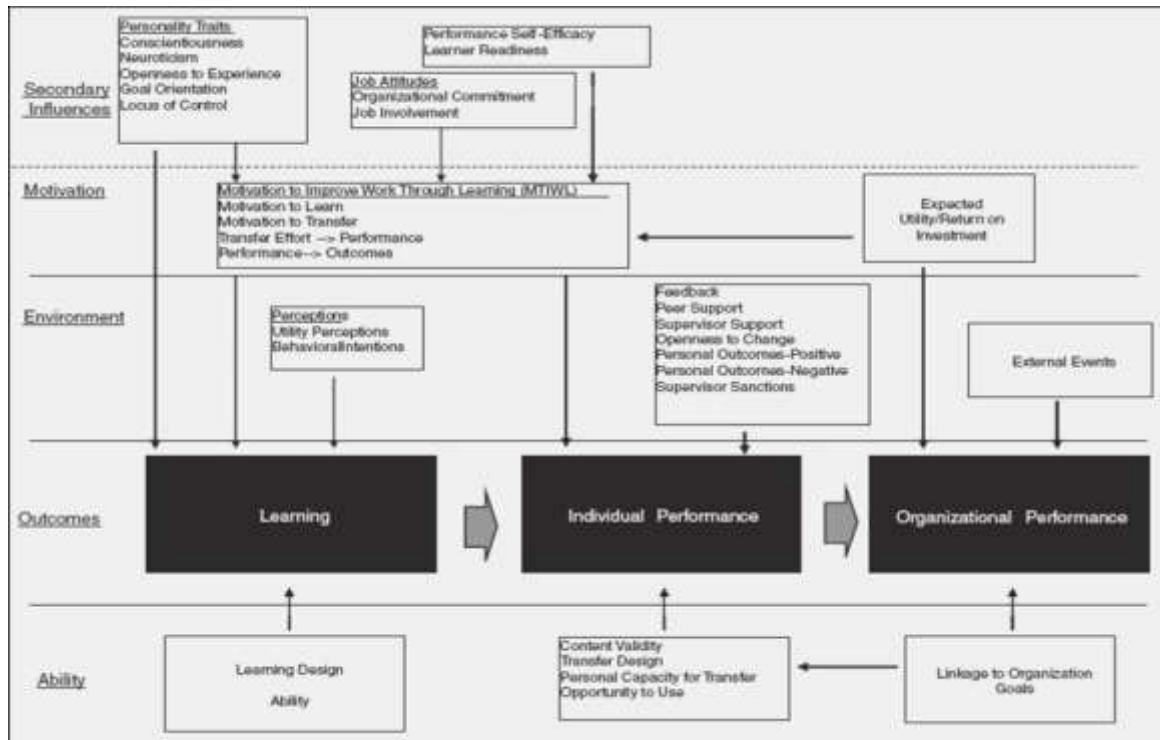 Personality Traits
Conscientiousness
Neuroticism
Openness to Experience
Goal Orientation
Locus of Control
Performance Self -Efficacy
Learner Readiness
Job Attitudes
Organizational Commitment
Job Involvement
Secondary
Influences
Motivation
Motivation to Improve Work Through Learning (MTIWL)
Motivation to Learn
Motivation to Transfer
Transfer Effort --> Performance
Performance--> Outcomes
Expected
Utility/Return on
Investment
Environment
Perceptions
Utility Perceptions
BehavioralIntentions
Feedback
Peer Support
Supervisor Support
Openness to Change
Personal Outcomes-Positive
Personal Outcomes-Negative
Supervisor Sanctions
External Events
Outcomes
Learning
Individual Performance
Organizational Performance
Ability
Learning Design
Ability
Content Validity
Transfer Design
Personal Capacity for Transfer
Opportunity to Use
Linkage to Organization
Goals